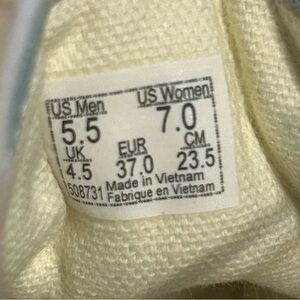 US Men US Women
5.5 7.0
UK EUR CM
4.5 37.0 23.5
508731 Made in Vietnam
Fabrique en Vietnam